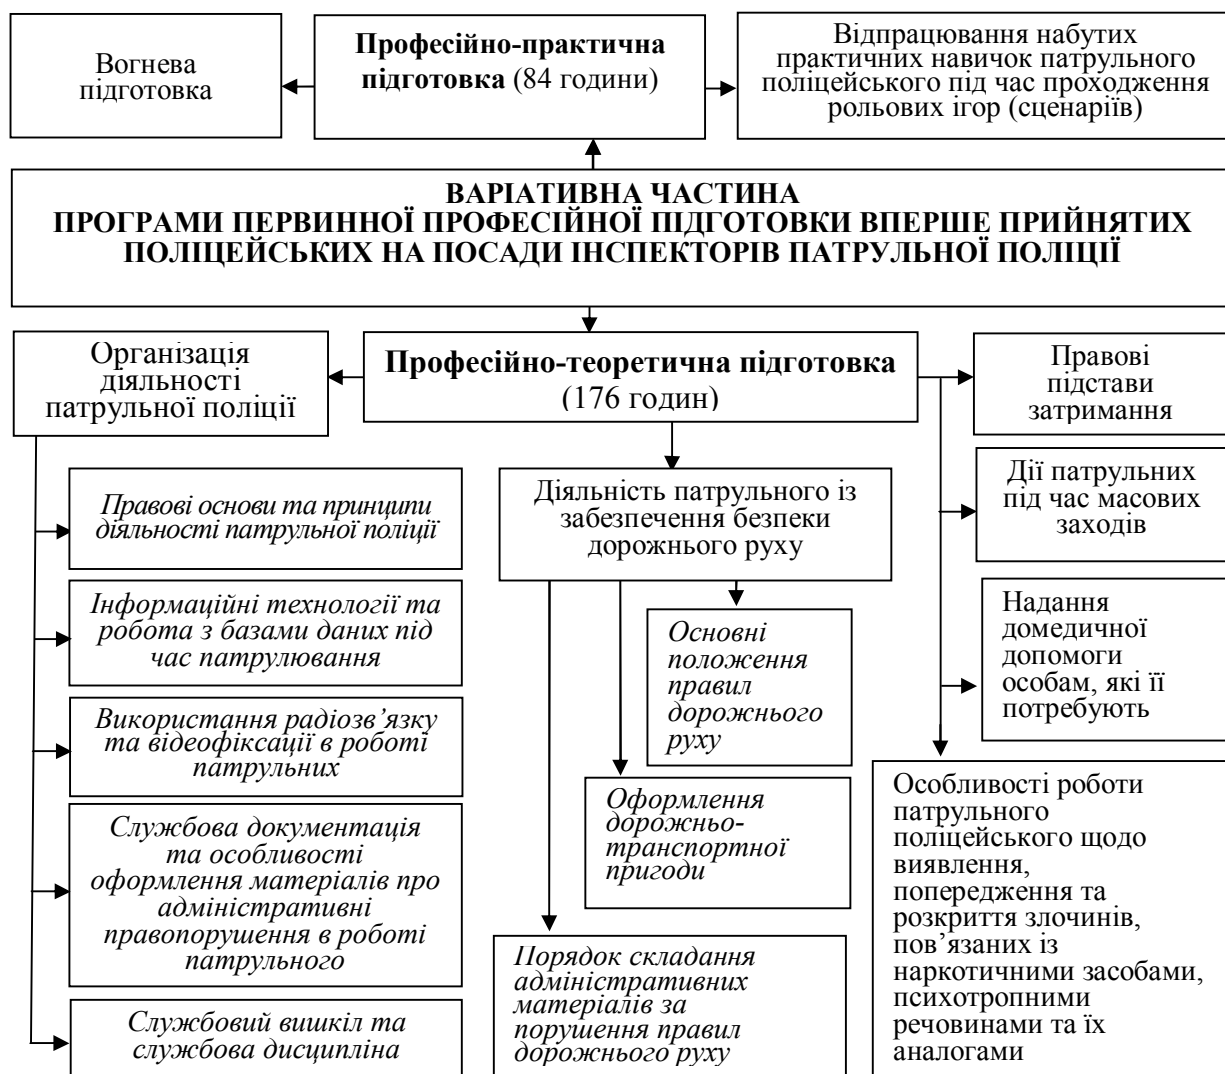 Вогнева
підготовка
Професійно-практична
підготовка (84 години)
Відпрацювання набутих
практичних навичок патрульного
поліцейського під час проходження
рольових ігор (сценаріїв)
ВАРІАТИВНА ЧАСТИНА
ПРОГРАМИ ПЕРВИННОЇ ПРОФЕСІЙНОЇ ПІДГОТОВКИ ВПЕРШЕ ПРИЙНЯТИХ
ПОЛІЦЕЙСЬКИХ НА ПОСАДИ ІНСПЕКТОРІВ ПАТРУЛЬНОЇ ПОЛІЦІЇ
Організація
діяльності
патрульної поліції
Професійно-теоретична підготовка
(176 годин)
Правові
підстави
затримання
Правові основи та принципи
діяльності патрульної поліції
Інформаційні технології та
робота з базами даних під
час патрулювання
Використання радіозв’язку
та відеофіксації в роботі
патрульних
Службова документація
та особливості
оформлення матеріалів про
адміністративні
правопорушення в роботі
патрульного
Службовий вишкіл та
службова дисципліна
Діяльність патрульного із
забезпечення безпеки
дорожнього руху
Основні
положення
правил
дорожнього
руху
Оформлення
дорожньо-
транспортної
пригоди
Порядок складання
адміністративних
матеріалів за
порушення правил
дорожнього руху
Дії патрульних
під час масових
заходів
Надання
домедичної
допомоги
особам, які її
потребують
Особливості роботи
патрульного
поліцейського щодо
виявлення,
попередження та
розкриття злочинів,
пов’язаних із
наркотичними засобами,
психотропними
речовинами та їх
аналогами